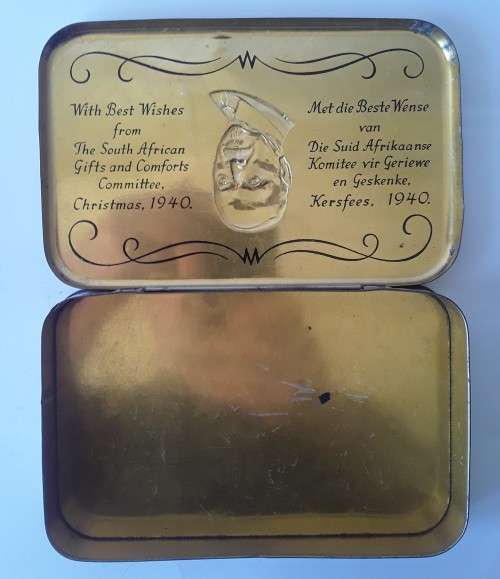 With Best Wishes
from
The South African
Gifts and Comforts
Committee,
Christmas, 1940.
Met die Beste Wense
van
Die Suid Afrikaanse
Komitee vir Geriewe
en Geskenke,
Kersfees, 1940.